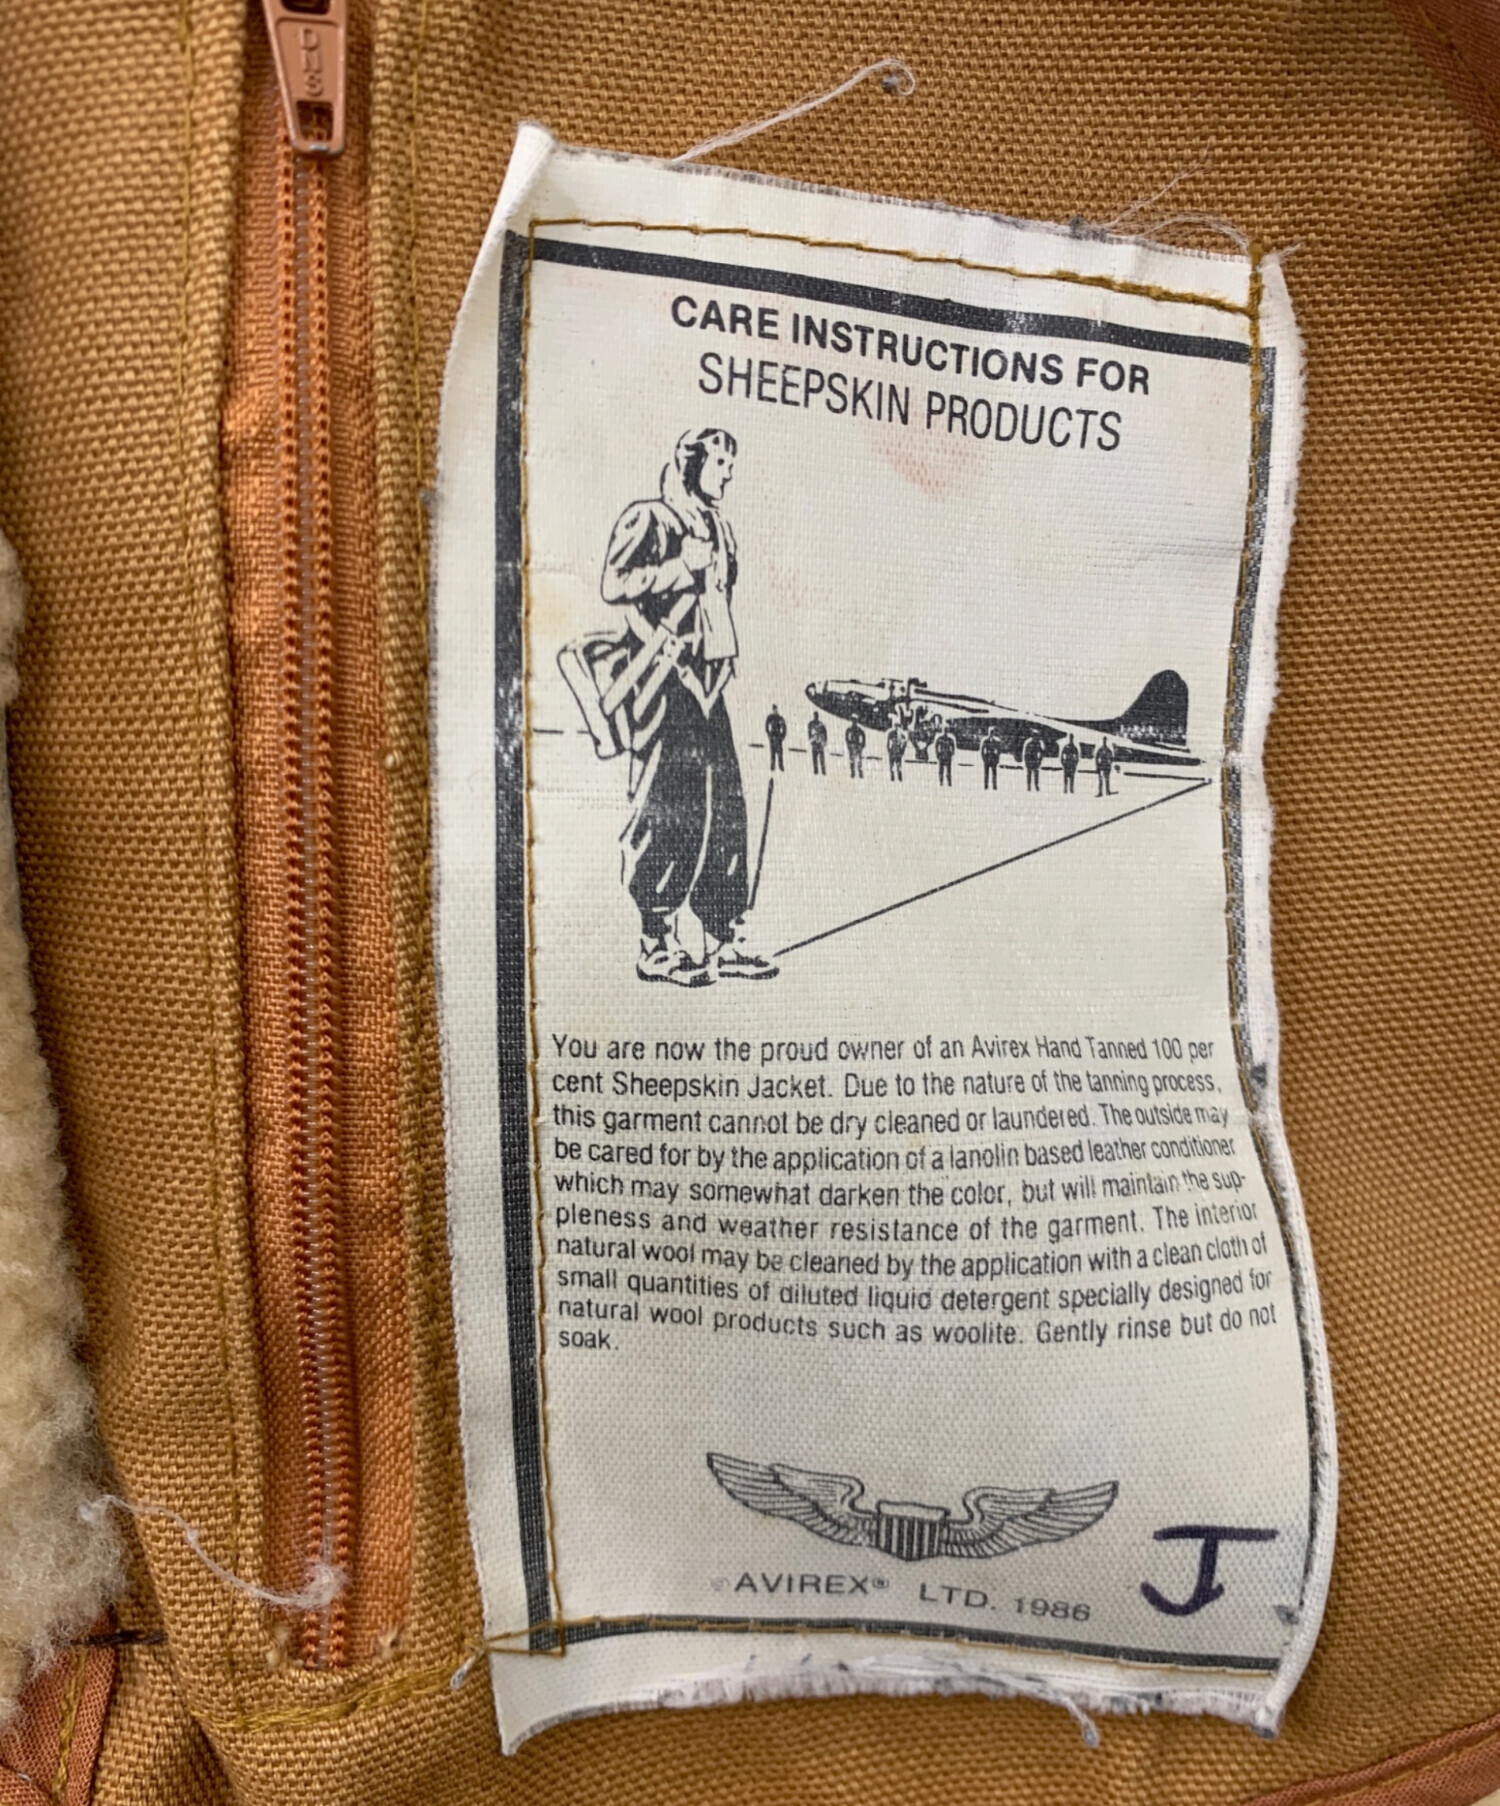 CARE INSTRUCTIONS FOR
SHEEPSKIN PRODUCTS
You are now the proud owner of an Avirex Hand Tanned 100 per
cent Sheepskin Jacket. Due to the nature of the tanning process,
this garment cannot be dry cleaned or laundered. The outside may
be cared for by the application of a lanolin based leather conditioner
which may somewhat darken the color, but will maintain the sup-
pleness and weather resistance of the garment. The interior
natural wool may be cleaned by the application with a clean cloth of
small quantities of diluted liquid detergent specially designed for
natural wool products such as woolite. Gently rinse but do not
soak.
AVIREX® LTD. 1986
J